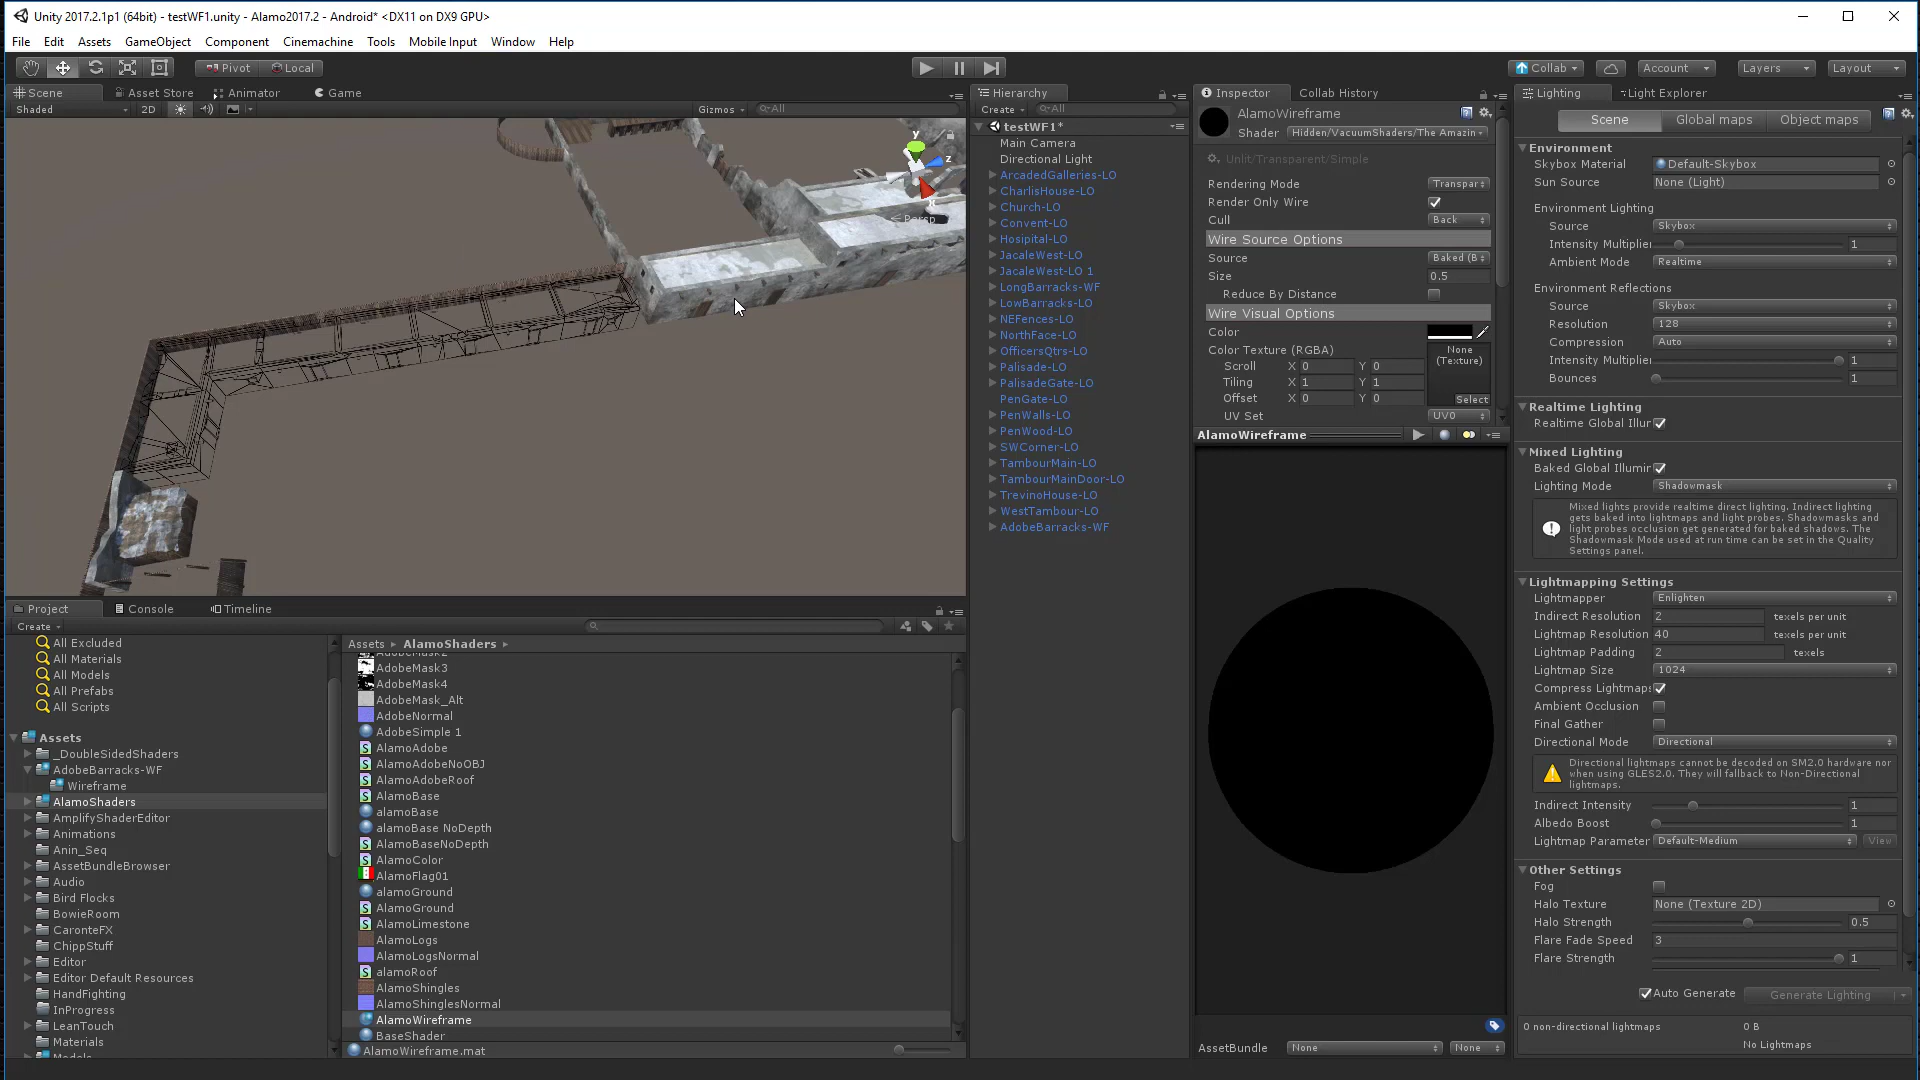 Unity 2017.2.1p1 (64bit) - testWF1.unity - Alamo2017.2 - Android* <DX11 on DX9 GPU>
File Edit Assets GameObject Component Cinemachine Tools Mobile Input Window Help
Pivot Local Collab Account Layers Layout
Scene Asset Store Animator Game
Shaded 2D Gizmos All
y
z
x
Persp
Project Console Timeline
Create
All Excluded
All Materials
All Models
All Prefabs
All Scripts
Assets
_DoubleSidedShaders
AdobeBarracks-WF
Wireframe
AlamoShaders
AmplifyShaderEditor
Animations
Anin_Seq
AssetBundleBrowser
Audio
Bird Flocks
BowieRoom
CaronteFX
ChippStuff
Editor
Editor Default Resources
HandFighting
InProgress
LeanTouch
Materials
Models
Assets AlamoShaders
AdobeMask2
AdobeMask3
AdobeMask4
AdobeMask_Alt
AdobeNormal
AdobeSimple 1
AlamoAdobe
AlamoAdobeNoOBJ
AlamoAdobeRoof
AlamoBase
alamoBase
alamoBase NoDepth
AlamoBaseNoDepth
AlamoColor
AlamoFlag01
alamoGround
AlamoGround
AlamoLimestone
AlamoLogs
AlamoLogsNormal
alamoRoof
AlamoShingles
AlamoShinglesNormal
AlamoWireframe
BaseShader
AlamoWireframe.mat
Hierarchy
Create All
testWF1*
Main Camera
Directional Light
ArcadedGalleries-LO
CharlisHouse-LO
Church-LO
Convent-LO
Hosipital-LO
JacaleWest-LO
JacaleWest-LO 1
LongBarracks-WF
LowBarracks-LO
NEFences-LO
NorthFace-LO
OfficersQtrs-LO
Palisade-LO
PalisadeGate-LO
PenGate-LO
PenWalls-LO
PenWood-LO
SWCorner-LO
TambourMain-LO
TambourMainDoor-LO
TrevinoHouse-LO
WestTambour-LO
AdobeBarracks-WF
Inspector Collab History
AlamoWireframe
Shader Hidden/VacuumShaders/The Amazin
Unlit/Transparent/Simple
Rendering Mode Transpar
Render Only Wire
Cull Back
Wire Source Options
Source Baked (B
Size 0.5
Reduce By Distance
Wire Visual Options
Color
Color Texture (RGBA) None
(Texture)
Scroll X 0 Y 0
Tiling X 1 Y 1
Offset X 0 Y 0 Select
UV Set UV0
AlamoWireframe
AssetBundle None None
Lighting Light Explorer
Scene Global maps Object maps
Environment
Skybox Material Default-Skybox
Sun Source None (Light)
Environment Lighting
Source Skybox
Intensity Multiplier 1
Ambient Mode Realtime
Environment Reflections
Source Skybox
Resolution 128
Compression Auto
Intensity Multiplier 1
Bounces 1
Realtime Lighting
Realtime Global Illur
Mixed Lighting
Baked Global Illumir
Lighting Mode Shadowmask
Mixed lights provide realtime direct lighting. Indirect lighting
gets baked into lightmaps and light probes. Shadowmasks and
light probes occlusion get generated for baked shadows. The
Shadowmask Mode used at run time can be set in the Quality
Settings panel.
Lightmapping Settings
Lightmapper Enlighten
Indirect Resolution 2 texels per unit
Lightmap Resolution 40 texels per unit
Lightmap Padding 2 texels
Lightmap Size 1024
Compress Lightmaps
Ambient Occlusion
Final Gather
Directional Mode Directional
Directional lightmaps cannot be decoded on SM2.0 hardware nor
when using GLES2.0. They will fallback to Non-Directional
lightmaps.
Indirect Intensity 1
Albedo Boost 1
Lightmap Parameter Default-Medium View
Other Settings
Fog
Halo Texture None (Texture 2D)
Halo Strength 0.5
Flare Fade Speed 3
Flare Strength 1
Auto Generate Generate Lighting
0 non-directional lightmaps 0 B
No Lightmaps